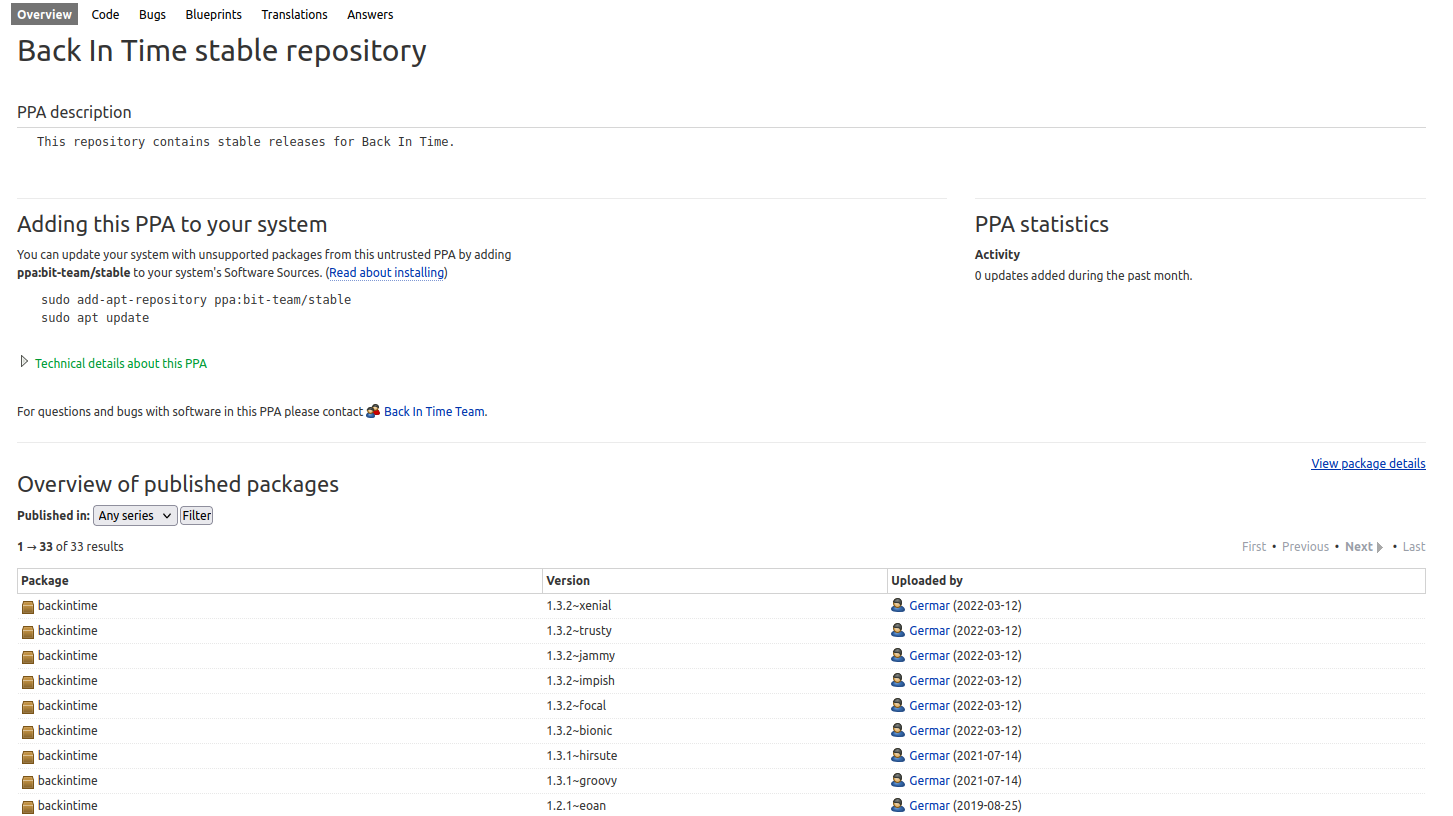 Overview Code Bugs Blueprints Translations Answers
Back In Time stable repository
PPA description
This repository contains stable releases for Back In Time.
Adding this PPA to your system
You can update your system with unsupported packages from this untrusted PPA by adding
ppa:bit-team/stable to your system's Software Sources. (Read about installing)
sudo add-apt-repository ppa:bit-team/stable
sudo apt update
Technical details about this PPA
For questions and bugs with software in this PPA please contact Back In Time Team.
PPA statistics
Activity
0 updates added during the past month.
View package details
Overview of published packages
Published in: Any series Filter
1 → 33 of 33 results
First • Previous • Next • Last
Package Version Uploaded by
backintime 1.3.2~xenial Germar (2022-03-12)
backintime 1.3.2~trusty Germar (2022-03-12)
backintime 1.3.2~jammy Germar (2022-03-12)
backintime 1.3.2~impish Germar (2022-03-12)
backintime 1.3.2~focal Germar (2022-03-12)
backintime 1.3.2~bionic Germar (2022-03-12)
backintime 1.3.1~hirsute Germar (2021-07-14)
backintime 1.3.1~groovy Germar (2021-07-14)
backintime 1.2.1~eoan Germar (2019-08-25)